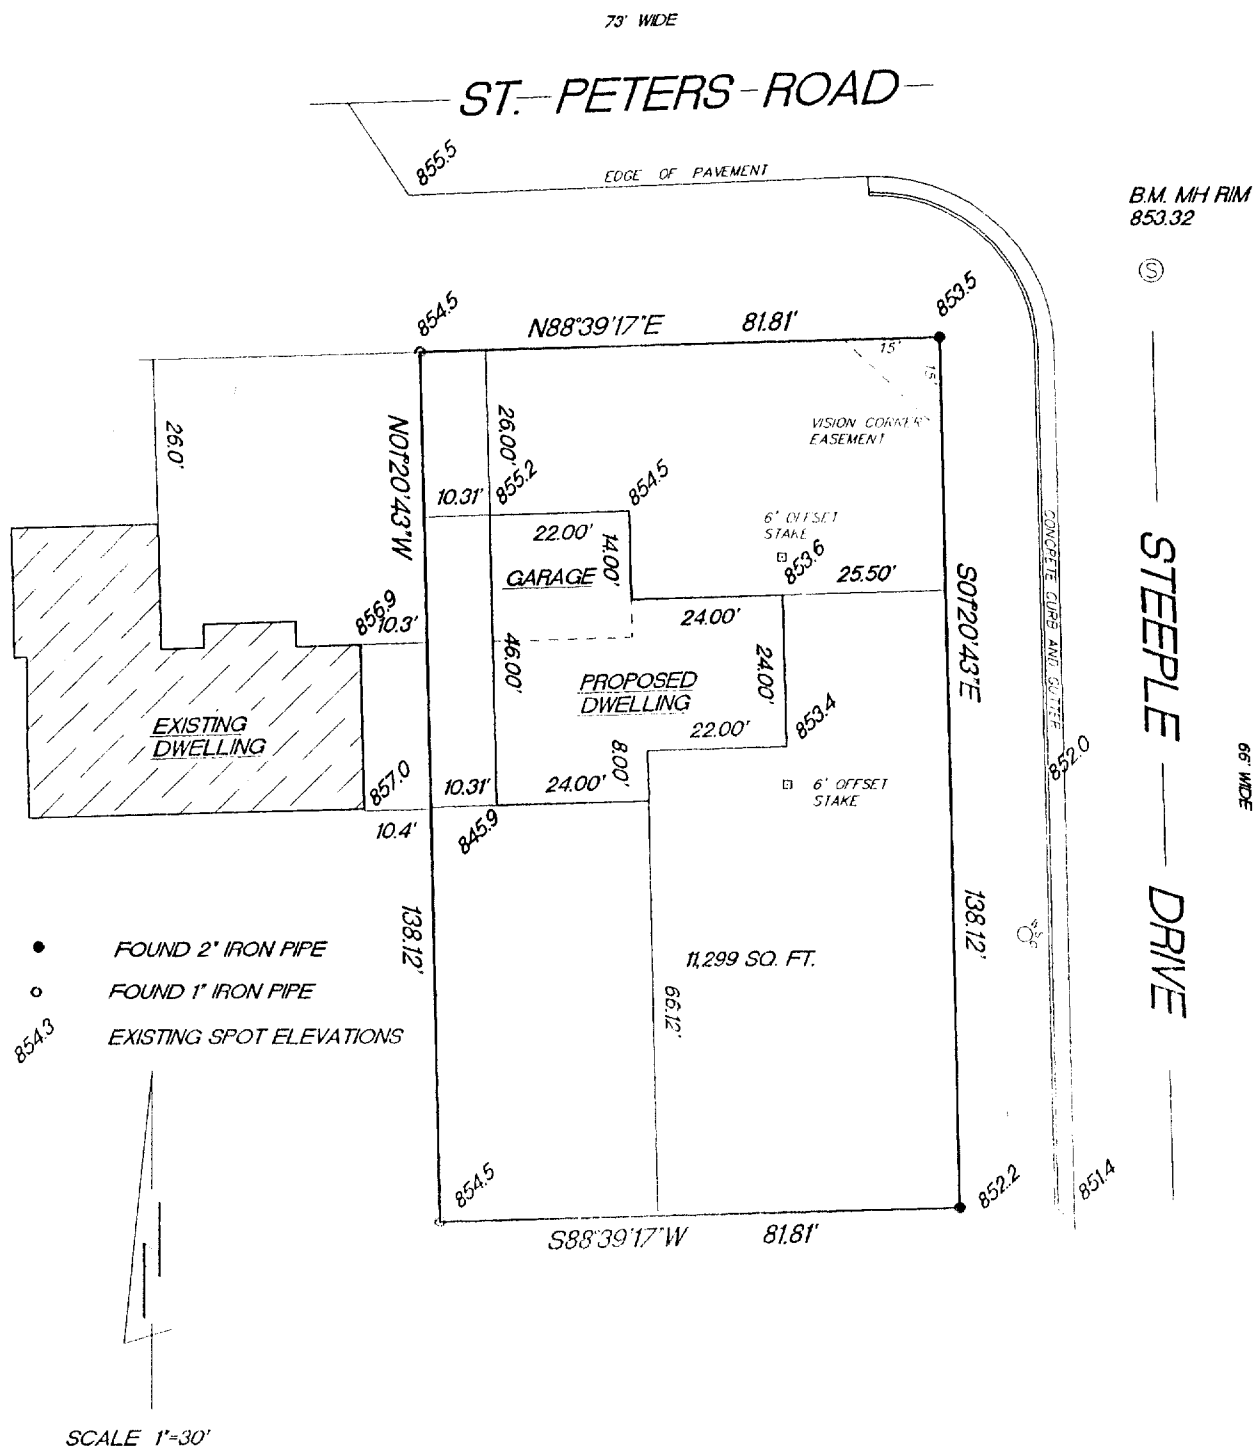 73' WIDE
ST. PETERS ROAD
855.5
EDGE OF PAVEMENT
B.M. MH RIM
853.32
S
854.5
N88°39'17"E
81.81'
853.5
15'
15'
VISION CORNER
EASEMENT
26.0'
N01°20'43"W
26.00'
10.31'
855.2
854.5
22.00'
14.00'
GARAGE
6' OFFSET
STAKE
853.6
25.50'
24.00'
S01°20'43"E
CONCRETE CURB AND GUTTER
STEEPLE DRIVE
66' WIDE
856.9
10.3'
46.00'
PROPOSED
DWELLING
24.00'
22.00'
853.4
EXISTING
DWELLING
8.00'
857.0
10.31'
24.00'
6' OFFSET
STAKE
852.0
10.4'
845.9
138.12'
138.12'
FOUND 2" IRON PIPE
FOUND 1" IRON PIPE
854.3
EXISTING SPOT ELEVATIONS
11,299 SQ. FT.
66.12'
854.5
852.2
851.4
S88°39'17"W
81.81'
SCALE 1"=30'